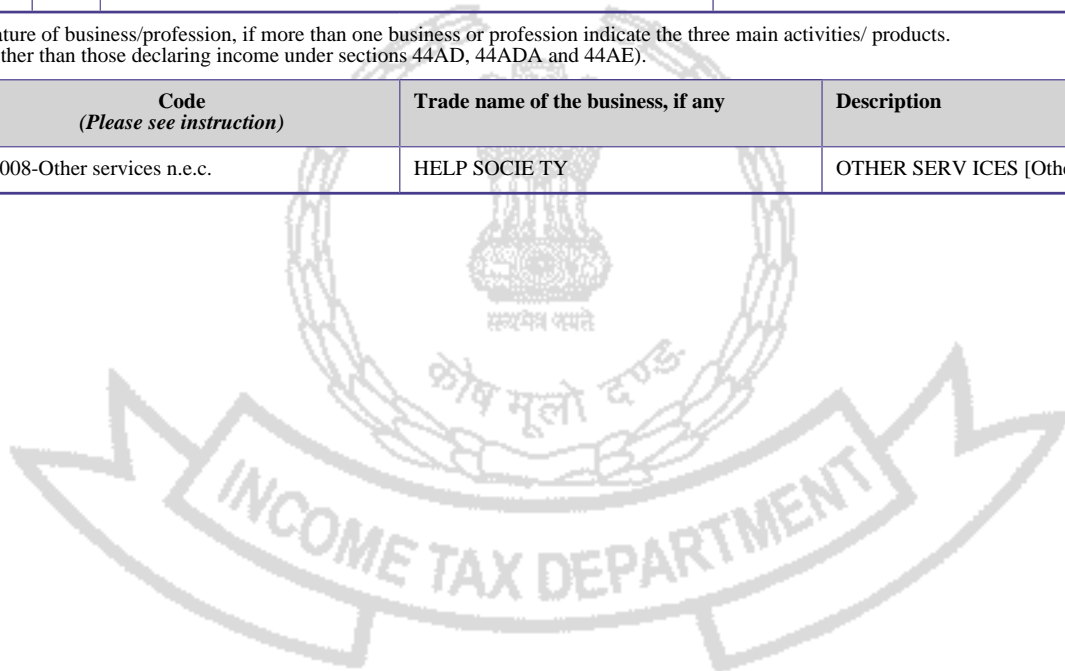 ature of business/profession, if more than one business or profession indicate the three main activities/ products.
ther than those declaring income under sections 44AD, 44ADA and 44AE).
Code
(Please see instruction)
Trade name of the business, if any
Description
008-Other services n.e.c.
HELP SOCIE TY
OTHER SERV ICES [Othe
सत्यमेव जयते
कोष मूलो दण्ड
INCOME TAX DEPARTMENT